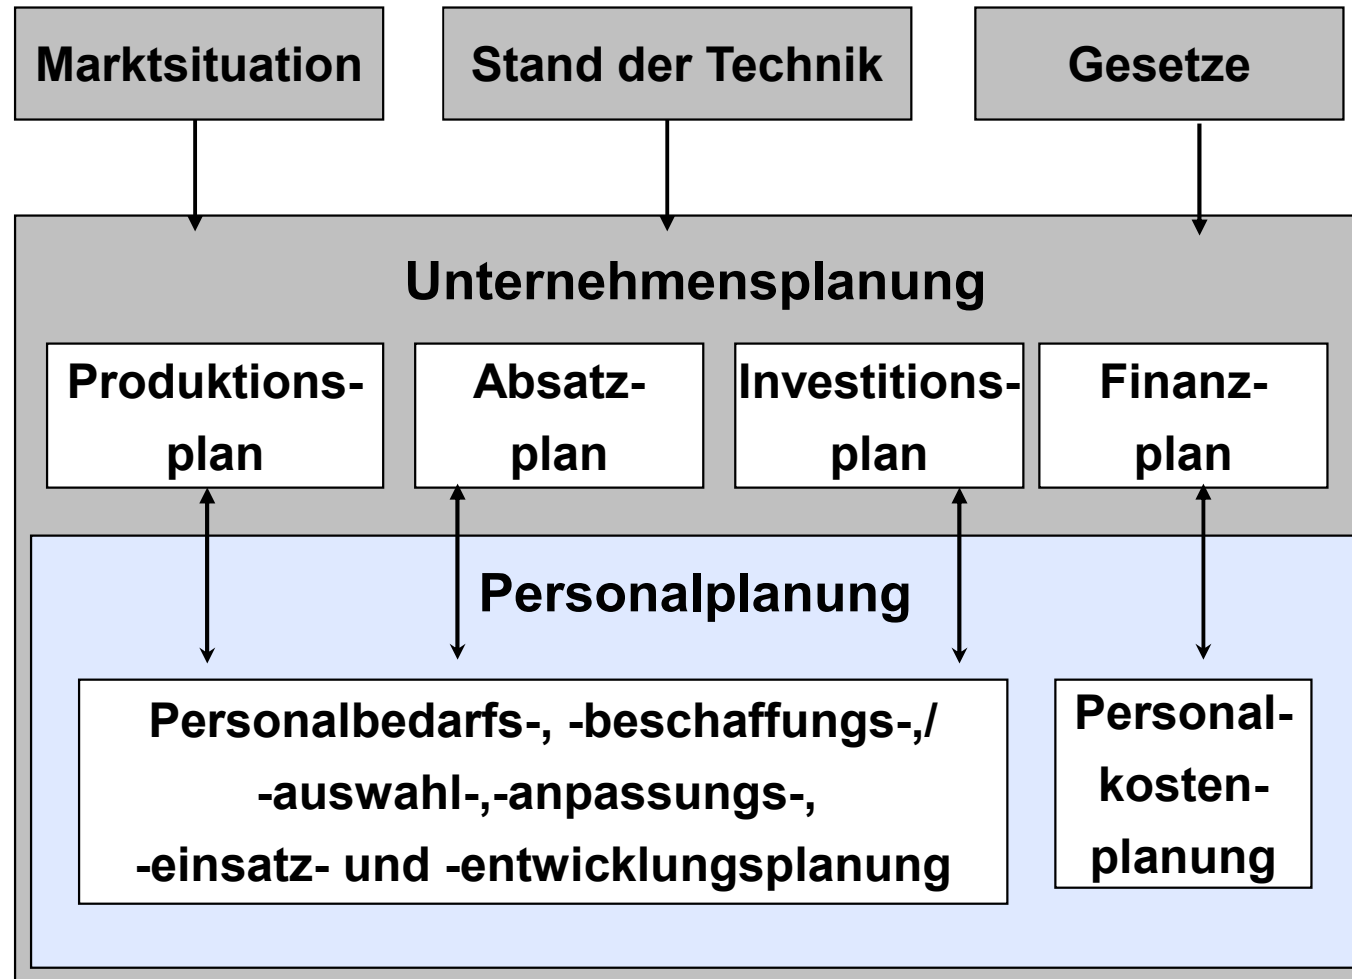 Marktsituation
Stand der Technik
Gesetze
Unternehmensplanung
Produktions-
plan
Absatz-
plan
Investitions-
plan
Finanz-
plan
Personalplanung
Personalbedarfs-, -beschaffungs-,/
-auswahl-,-anpassungs-,
-einsatz- und -entwicklungsplanung
Personal-
kosten-
planung